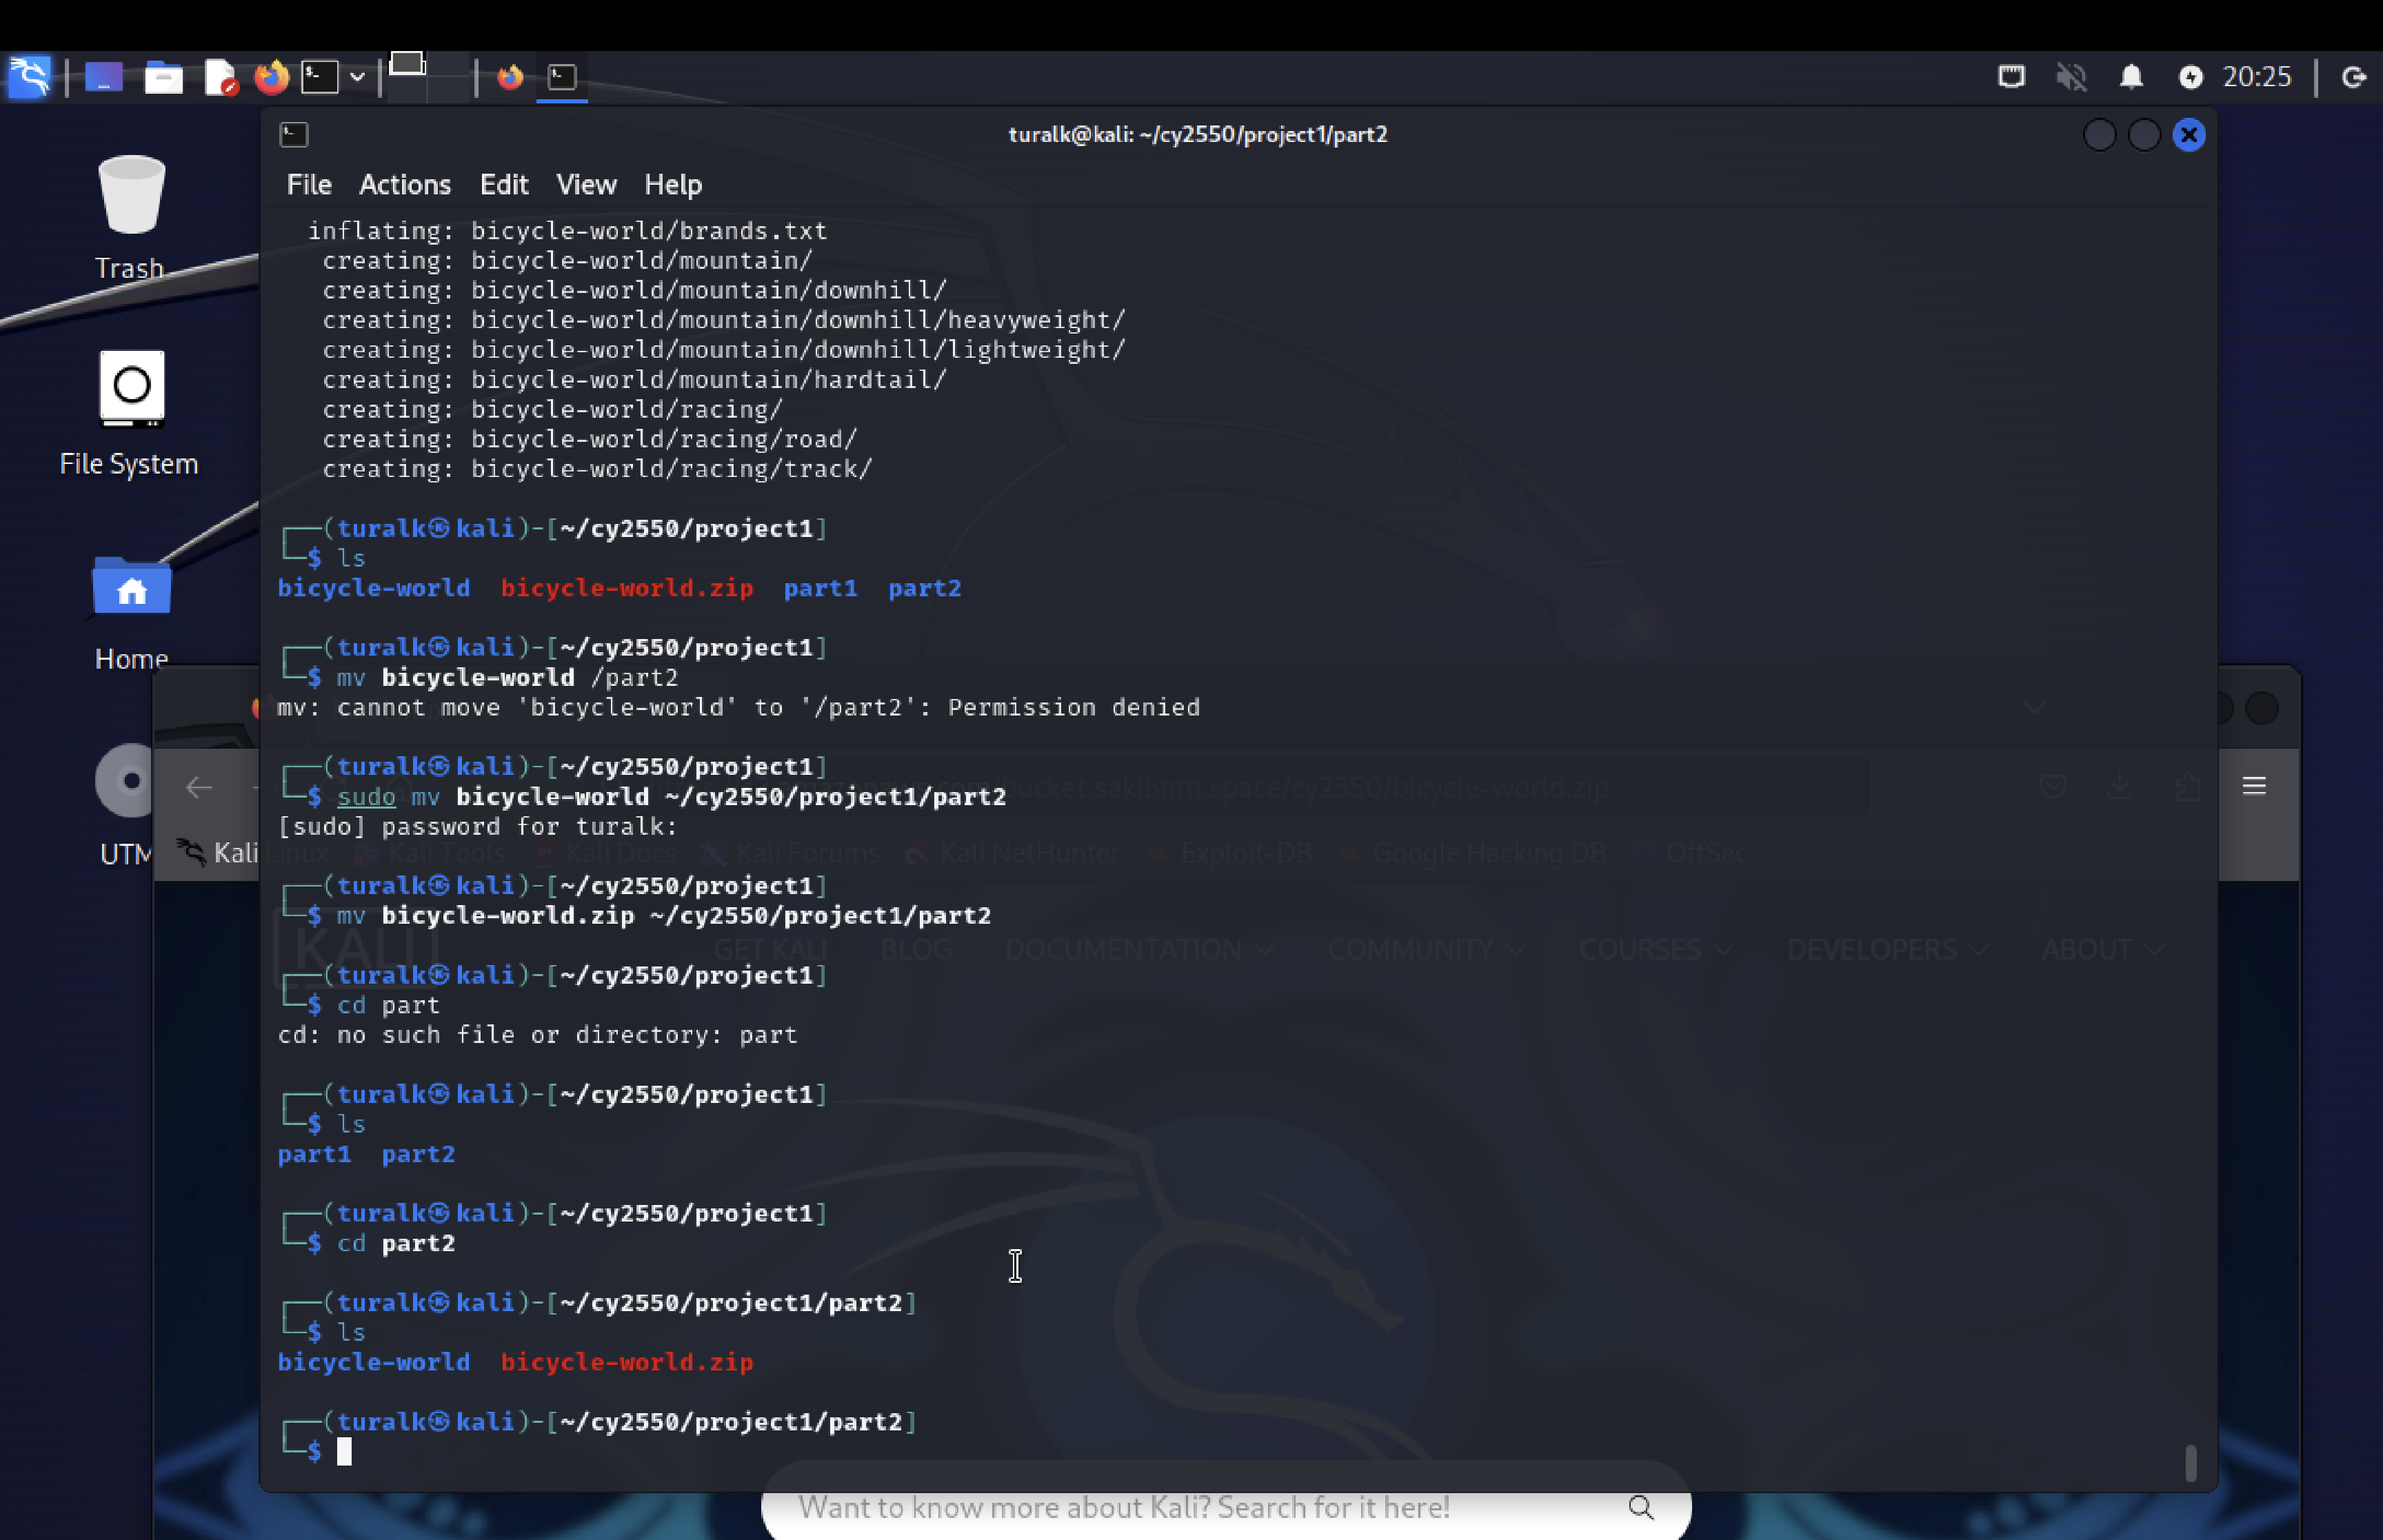 20:25
turalk@kali: ~/cy2550/project1/part2
File Actions Edit View Help
Trash
File System
Home
UTM
inflating: bicycle-world/brands.txt
creating: bicycle-world/mountain/
creating: bicycle-world/mountain/downhill/
creating: bicycle-world/mountain/downhill/heavyweight/
creating: bicycle-world/mountain/downhill/lightweight/
creating: bicycle-world/mountain/hardtail/
creating: bicycle-world/racing/
creating: bicycle-world/racing/road/
creating: bicycle-world/racing/track/
┌──(turalk㉿kali)-[~/cy2550/project1]
└─$ ls
bicycle-world bicycle-world.zip part1 part2
┌──(turalk㉿kali)-[~/cy2550/project1]
└─$ mv bicycle-world /part2
mv: cannot move 'bicycle-world' to '/part2': Permission denied
┌──(turalk㉿kali)-[~/cy2550/project1]
└─$ sudo mv bicycle-world ~/cy2550/project1/part2
[sudo] password for turalk:
┌──(turalk㉿kali)-[~/cy2550/project1]
└─$ mv bicycle-world.zip ~/cy2550/project1/part2
┌──(turalk㉿kali)-[~/cy2550/project1]
└─$ cd part
cd: no such file or directory: part
┌──(turalk㉿kali)-[~/cy2550/project1]
└─$ ls
part1 part2
┌──(turalk㉿kali)-[~/cy2550/project1]
└─$ cd part2
┌──(turalk㉿kali)-[~/cy2550/project1/part2]
└─$ ls
bicycle-world bicycle-world.zip
┌──(turalk㉿kali)-[~/cy2550/project1/part2]
└─$
bucket.sakibnm.space/cy2550/bicycle-world.zip
Kali Linux Kali Tools Kali Docs Kali Forums Kali NetHunter Exploit-DB Google Hacking DB OffSec
KALI
GET KALI BLOG DOCUMENTATION COMMUNITY COURSES DEVELOPERS ABOUT
Want to know more about Kali? Search for it here!